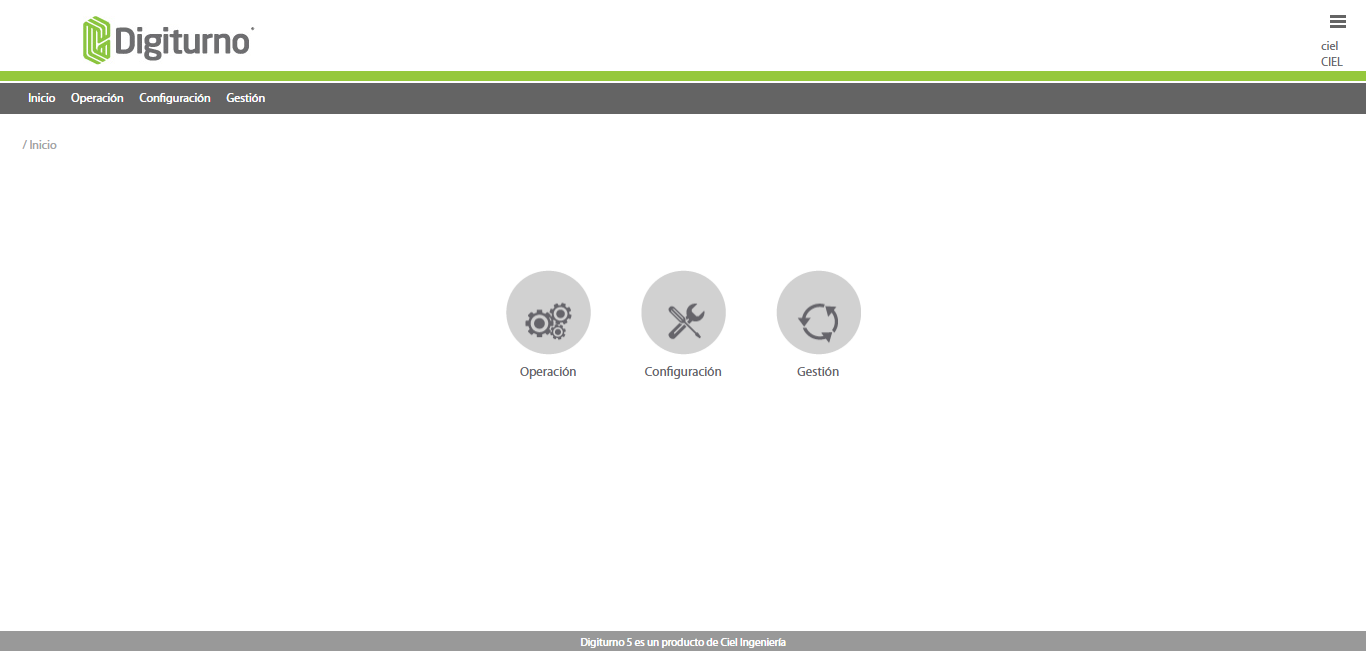 Digiturno
ciel
CIEL
Inicio Operación Configuración Gestión
/ Inicio
Operación Configuración Gestión
Digiturno 5 es un producto de Ciel Ingeniería